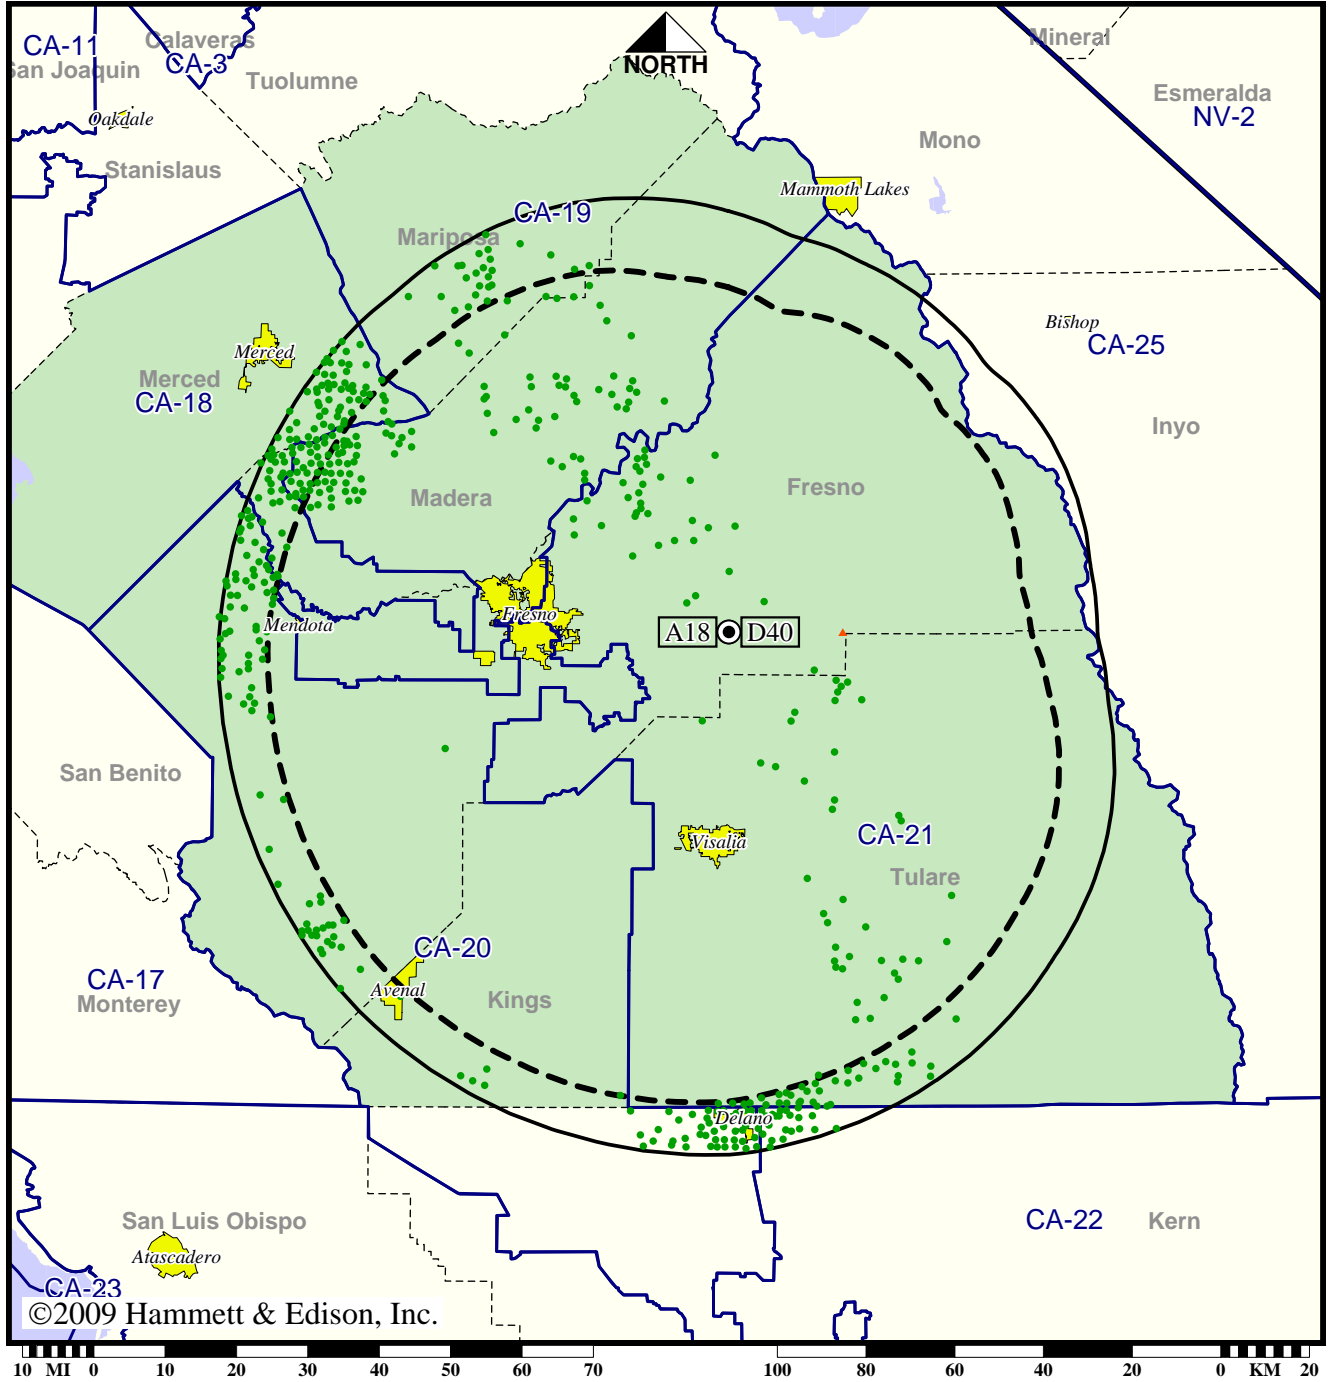 CA-11
Calaveras
CA-3
San Joaquin
Tuolumne
NORTH
Mineral
Esmeralda
NV-2
Oakdale
Stanislaus
Mono
Mammoth Lakes
CA-19
Mariposa
Bishop
CA-25
Merced
Merced
CA-18
Inyo
Madera
Fresno
Fresno
Mendota
A18
D40
San Benito
Visalia
CA-21
Tulare
CA-20
CA-17
Monterey
Avenal
Kings
Delano
San Luis Obispo
CA-22
Kern
Atascadero
CA-23
©2009 Hammett & Edison, Inc.
10 MI 0 10 20 30 40 50 60 70 100 80 60 40 20 0 KM 20